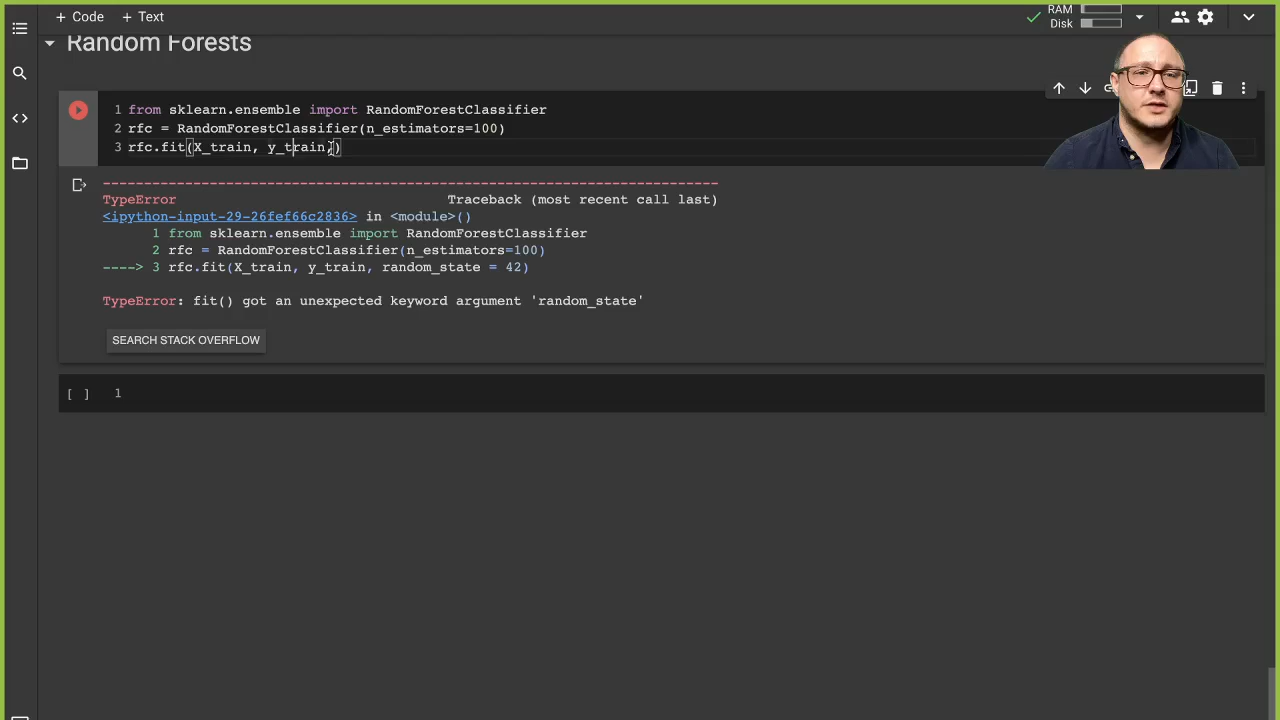 + Code + Text
RAM
Disk
Random Forests
1 from sklearn.ensemble import RandomForestClassifier
2 rfc = RandomForestClassifier(n_estimators=100)
3 rfc.fit(X_train, y_train,)
---------------------------------------------------------------------------
TypeError Traceback (most recent call last)
<ipython-input-29-26fef66c2836> in <module>()
1 from sklearn.ensemble import RandomForestClassifier
2 rfc = RandomForestClassifier(n_estimators=100)
----> 3 rfc.fit(X_train, y_train, random_state = 42)
TypeError: fit() got an unexpected keyword argument 'random_state'
SEARCH STACK OVERFLOW
[ ] 1